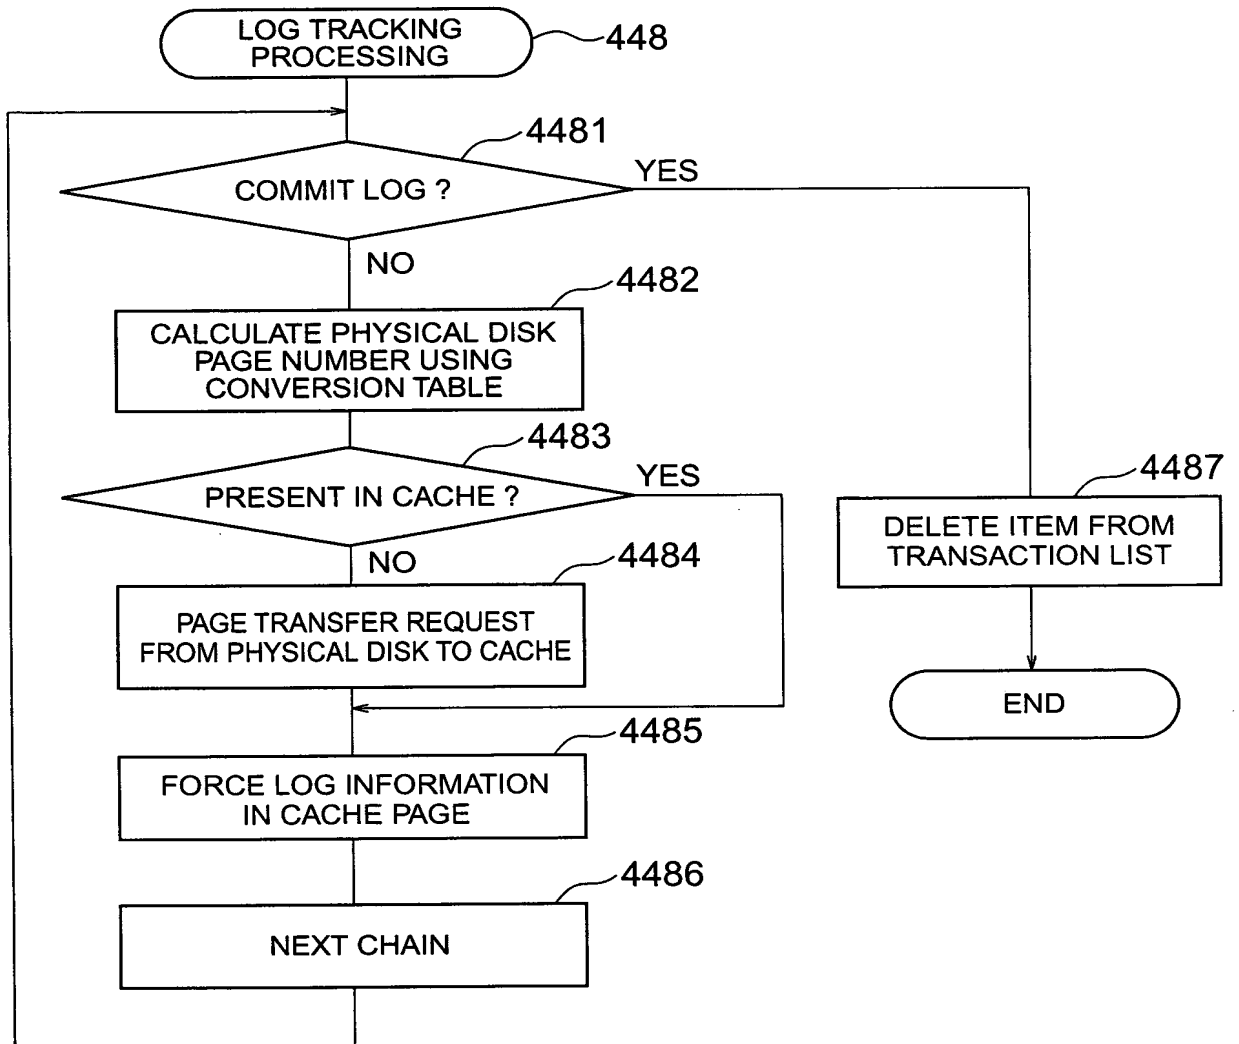 LOG TRACKING
PROCESSING
448
4481
COMMIT LOG ?
YES
NO
4482
CALCULATE PHYSICAL DISK
PAGE NUMBER USING
CONVERSION TABLE
4483
PRESENT IN CACHE ?
YES
NO
4484
PAGE TRANSFER REQUEST
FROM PHYSICAL DISK TO CACHE
4485
FORCE LOG INFORMATION
IN CACHE PAGE
4486
NEXT CHAIN
4487
DELETE ITEM FROM
TRANSACTION LIST
END